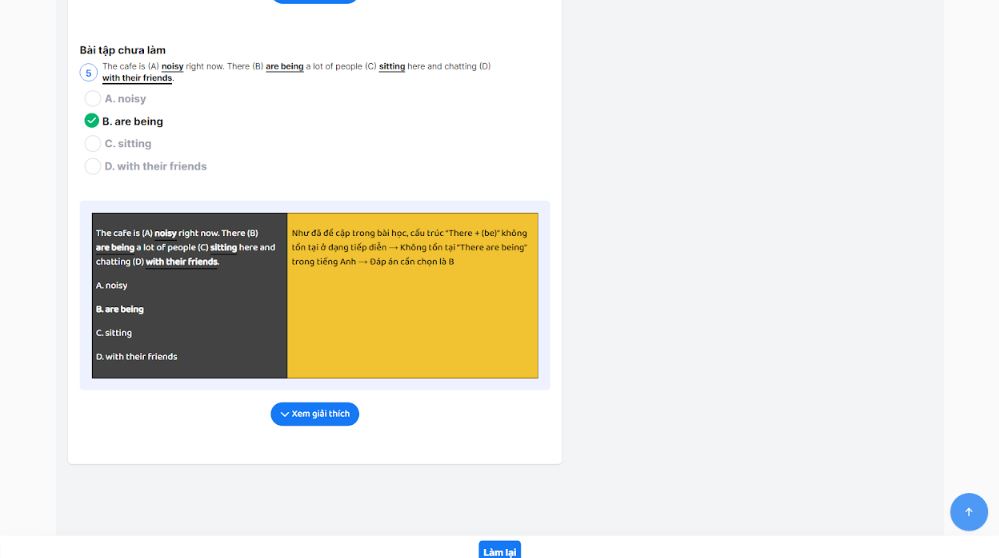 Bài tập chưa làm
5
The cafe is (A) noisy right now. There (B) are being a lot of people (C) sitting here and chatting (D)
with their friends.
A. noisy
B. are being
C. sitting
D. with their friends
The cafe is (A) noisy right now. There (B)
are being a lot of people (C) sitting here and
chatting (D) with their friends.
A. noisy
B. are being
C. sitting
D. with their friends
Như đã đề cập trong bài học, cấu trúc "There + (be)" không
tồn tại ở dạng tiếp diễn → Không tồn tại "There are being"
trong tiếng Anh → Đáp án cần chọn là B
Xem giải thích
Làm lại